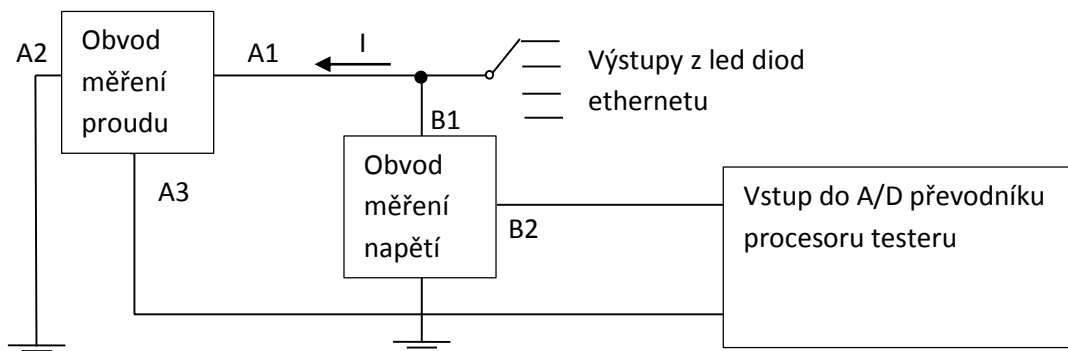 A2
Obvod
měření
proudu
A1
I
Výstupy z led diod
ethernetu
B1
Obvod
měření
napětí
A3
B2
Vstup do A/D převodníku
procesoru testeru